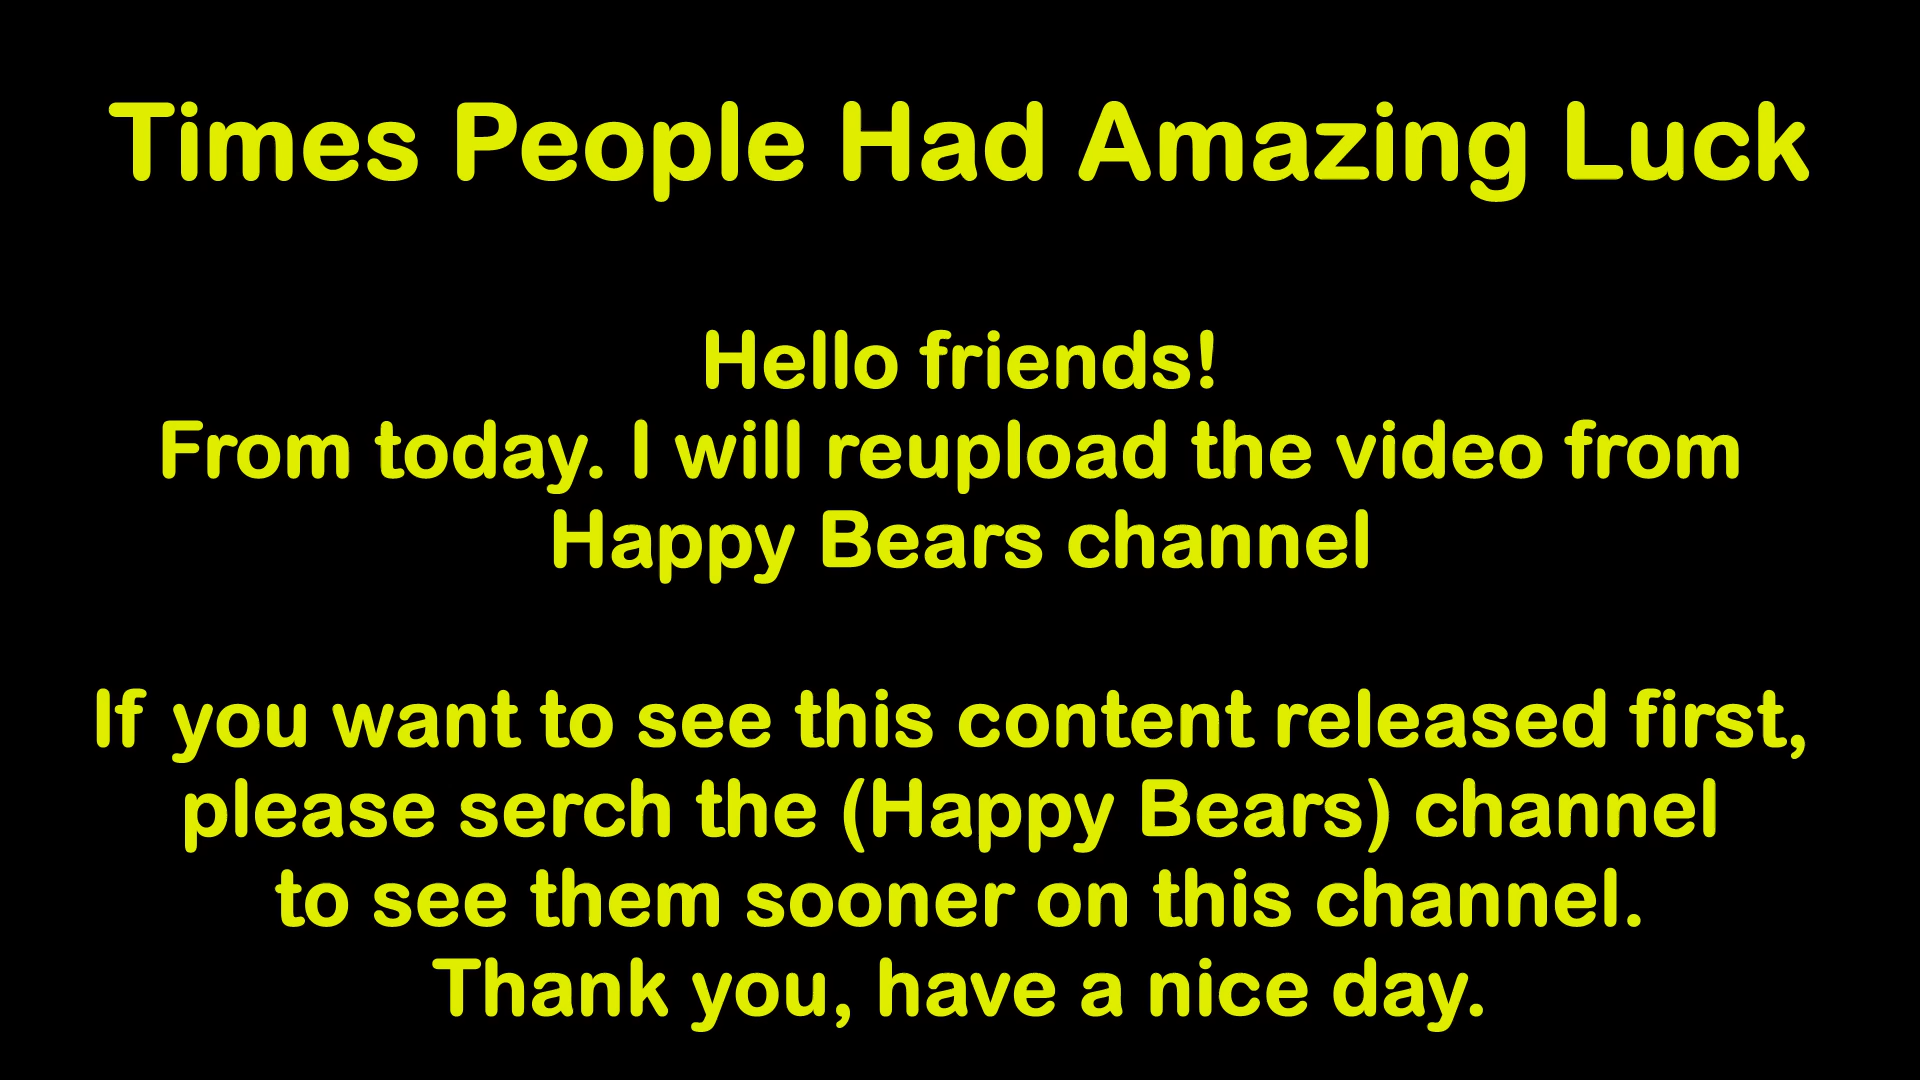 Times People Had Amazing Luck
Hello friends!
From today. I will reupload the video from
Happy Bears channel
If you want to see this content released first,
please serch the (Happy Bears) channel
to see them sooner on this channel.
Thank you, have a nice day.